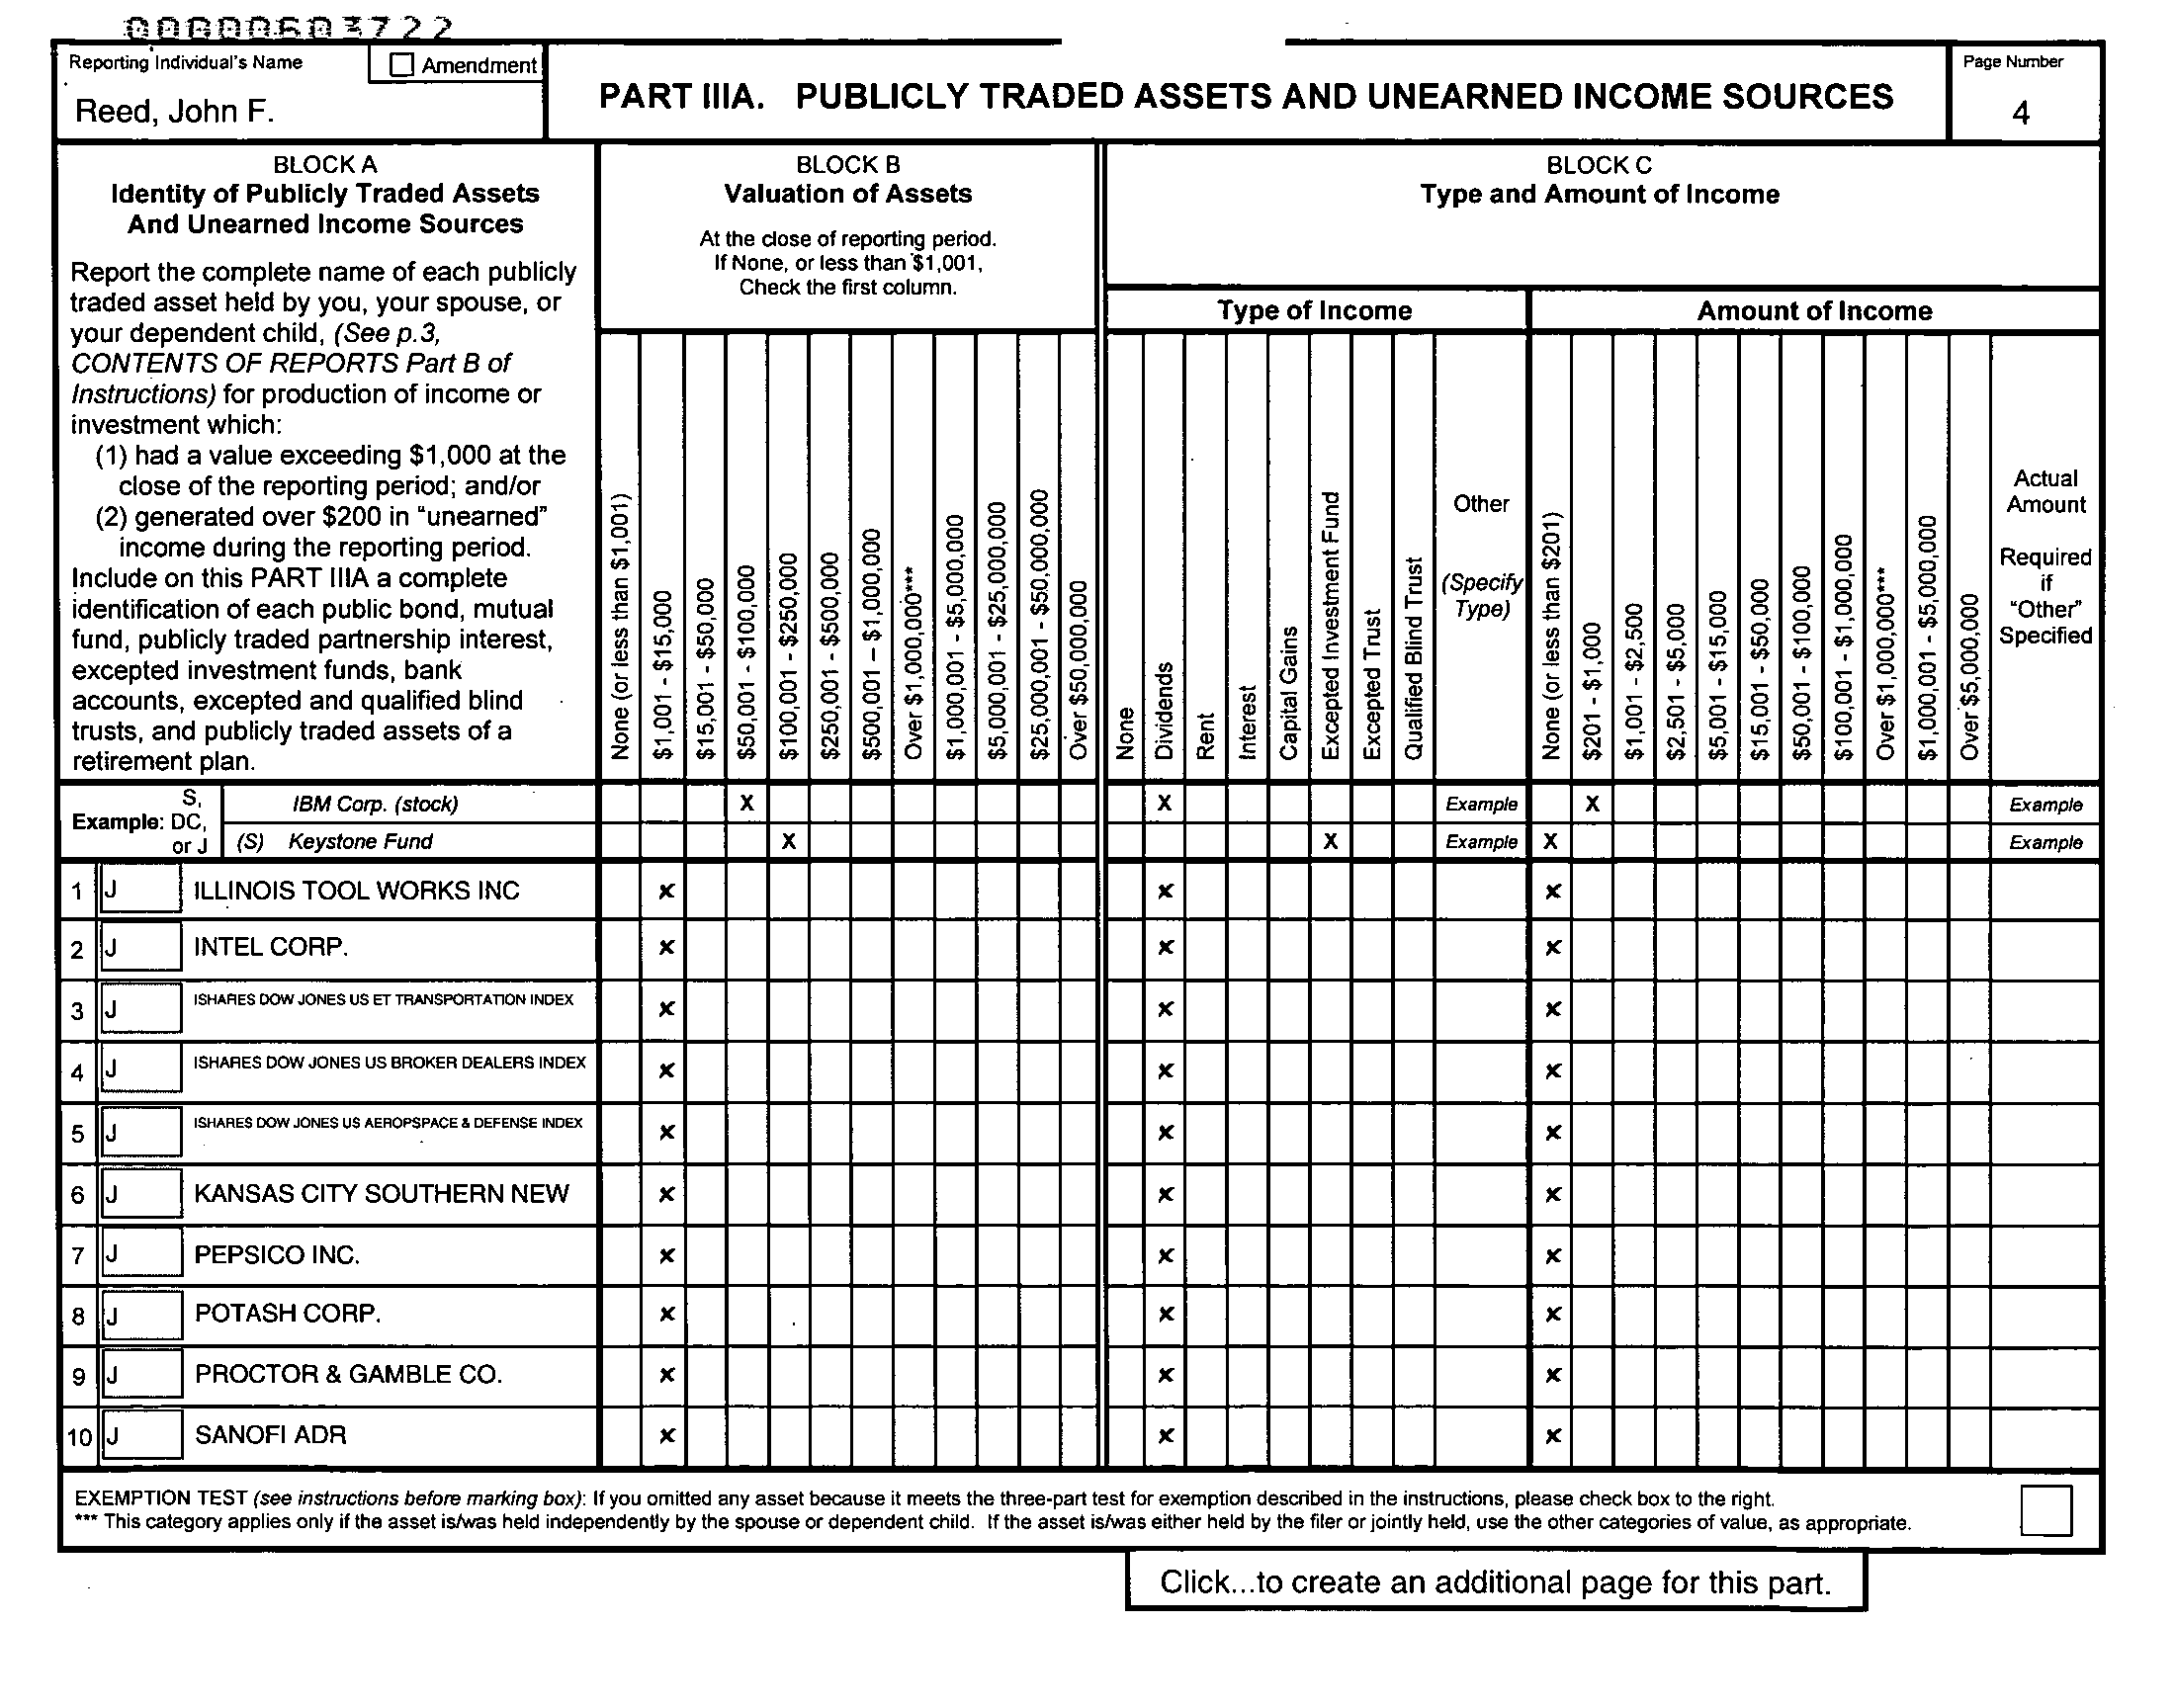 00000603722
Reporting Individual's Name
Amendment
Reed, John F.
PART IIIA. PUBLICLY TRADED ASSETS AND UNEARNED INCOME SOURCES
Page Number
4
BLOCK A
Identity of Publicly Traded Assets
And Unearned Income Sources
Report the complete name of each publicly
traded asset held by you, your spouse, or
your dependent child, (See p.3,
CONTENTS OF REPORTS Part B of
Instructions) for production of income or
investment which:
(1) had a value exceeding $1,000 at the
close of the reporting period; and/or
(2) generated over $200 in "unearned"
income during the reporting period.
Include on this PART IIIA a complete
identification of each public bond, mutual
fund, publicly traded partnership interest,
excepted investment funds, bank
accounts, excepted and qualified blind
trusts, and publicly traded assets of a
retirement plan.
BLOCK B
Valuation of Assets
At the close of reporting period.
If None, or less than $1,001,
Check the first column.
None (or less than $1,001)
$1,001 - $15,000
$15,001 - $50,000
$50,001 - $100,000
$100,001 - $250,000
$250,001 - $500,000
$500,001 – $1,000,000
Over $1,000,000***
$1,000,001 - $5,000,000
$5,000,001 - $25,000,000
$25,000,001 - $50,000,000
Over $50,000,000
BLOCK C
Type and Amount of Income
Type of Income
None
Dividends
Rent
Interest
Capital Gains
Excepted Investment Fund
Excepted Trust
Qualified Blind Trust
Other
(Specify
Type)
Amount of Income
None (or less than $201)
$201 - $1,000
$1,001 - $2,500
$2,501 - $5,000
$5,001 - $15,000
$15,001 - $50,000
$50,001 - $100,000
$100,001 - $1,000,000
Over $1,000,000***
$1,000,001 - $5,000,000
Over $5,000,000
Actual
Amount
Required
if
"Other"
Specified
Example: S, DC, or J
IBM Corp. (stock) X X Example X Example
(S) Keystone Fund X X Example X Example
1 J ILLINOIS TOOL WORKS INC x x x
2 J INTEL CORP. x x x
3 J ISHARES DOW JONES US ET TRANSPORTATION INDEX x x x
4 J ISHARES DOW JONES US BROKER DEALERS INDEX x x x
5 J ISHARES DOW JONES US AEROPSPACE & DEFENSE INDEX x x x
6 J KANSAS CITY SOUTHERN NEW x x x
7 J PEPSICO INC. x x x
8 J POTASH CORP. x x x
9 J PROCTOR & GAMBLE CO. x x x
10 J SANOFI ADR x x x
EXEMPTION TEST (see instructions before marking box): If you omitted any asset because it meets the three-part test for exemption described in the instructions, please check box to the right.
*** This category applies only if the asset is/was held independently by the spouse or dependent child. If the asset is/was either held by the filer or jointly held, use the other categories of value, as appropriate.
Click...to create an additional page for this part.